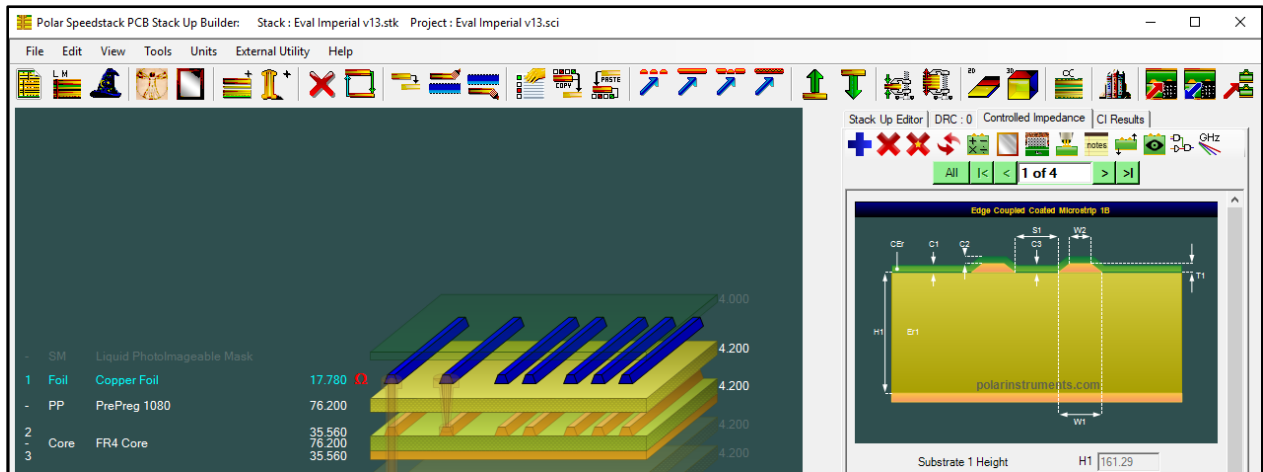 Polar Speedstack PCB Stack Up Builder: Stack : Eval Imperial v13.stk Project : Eval Imperial v13.sci
File Edit View Tools Units External Utility Help
L M
COPY
PASTE
2D
3D
notes
GHz
Stack Up Editor DRC : 0 Controlled Impedance CI Results
All |< < 1 of 4 > >|
Edge Coupled Coated Microstrip 1B
S1 W2
CEr C1 C2 C3
T1
H1 Er1
polarinstruments.com
W1
Substrate 1 Height H1 161.29
4.000
- SM Liquid PhotoImageable Mask 4.200
1 Foil Copper Foil 17.780 Ω 4.200
- PP PrePreg 1080 76.200
2 35.560 4.200
- Core FR4 Core 76.200
3 35.560 4.200